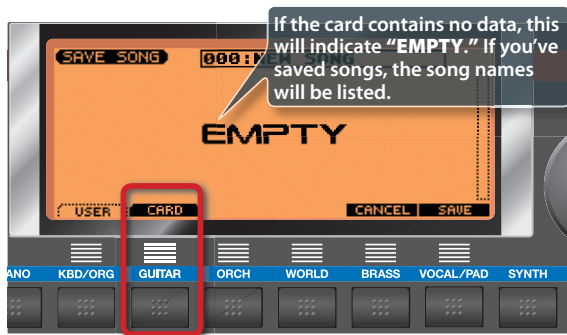 If the card contains no data, this
will indicate “EMPTY.” If you’ve
saved songs, the song names
will be listed.
SAVE SONG 000:NEW SONG
EMPTY
USER CARD CANCEL SAVE
ANO KBD/ORG GUITAR ORCH WORLD BRASS VOCAL/PAD SYNTH